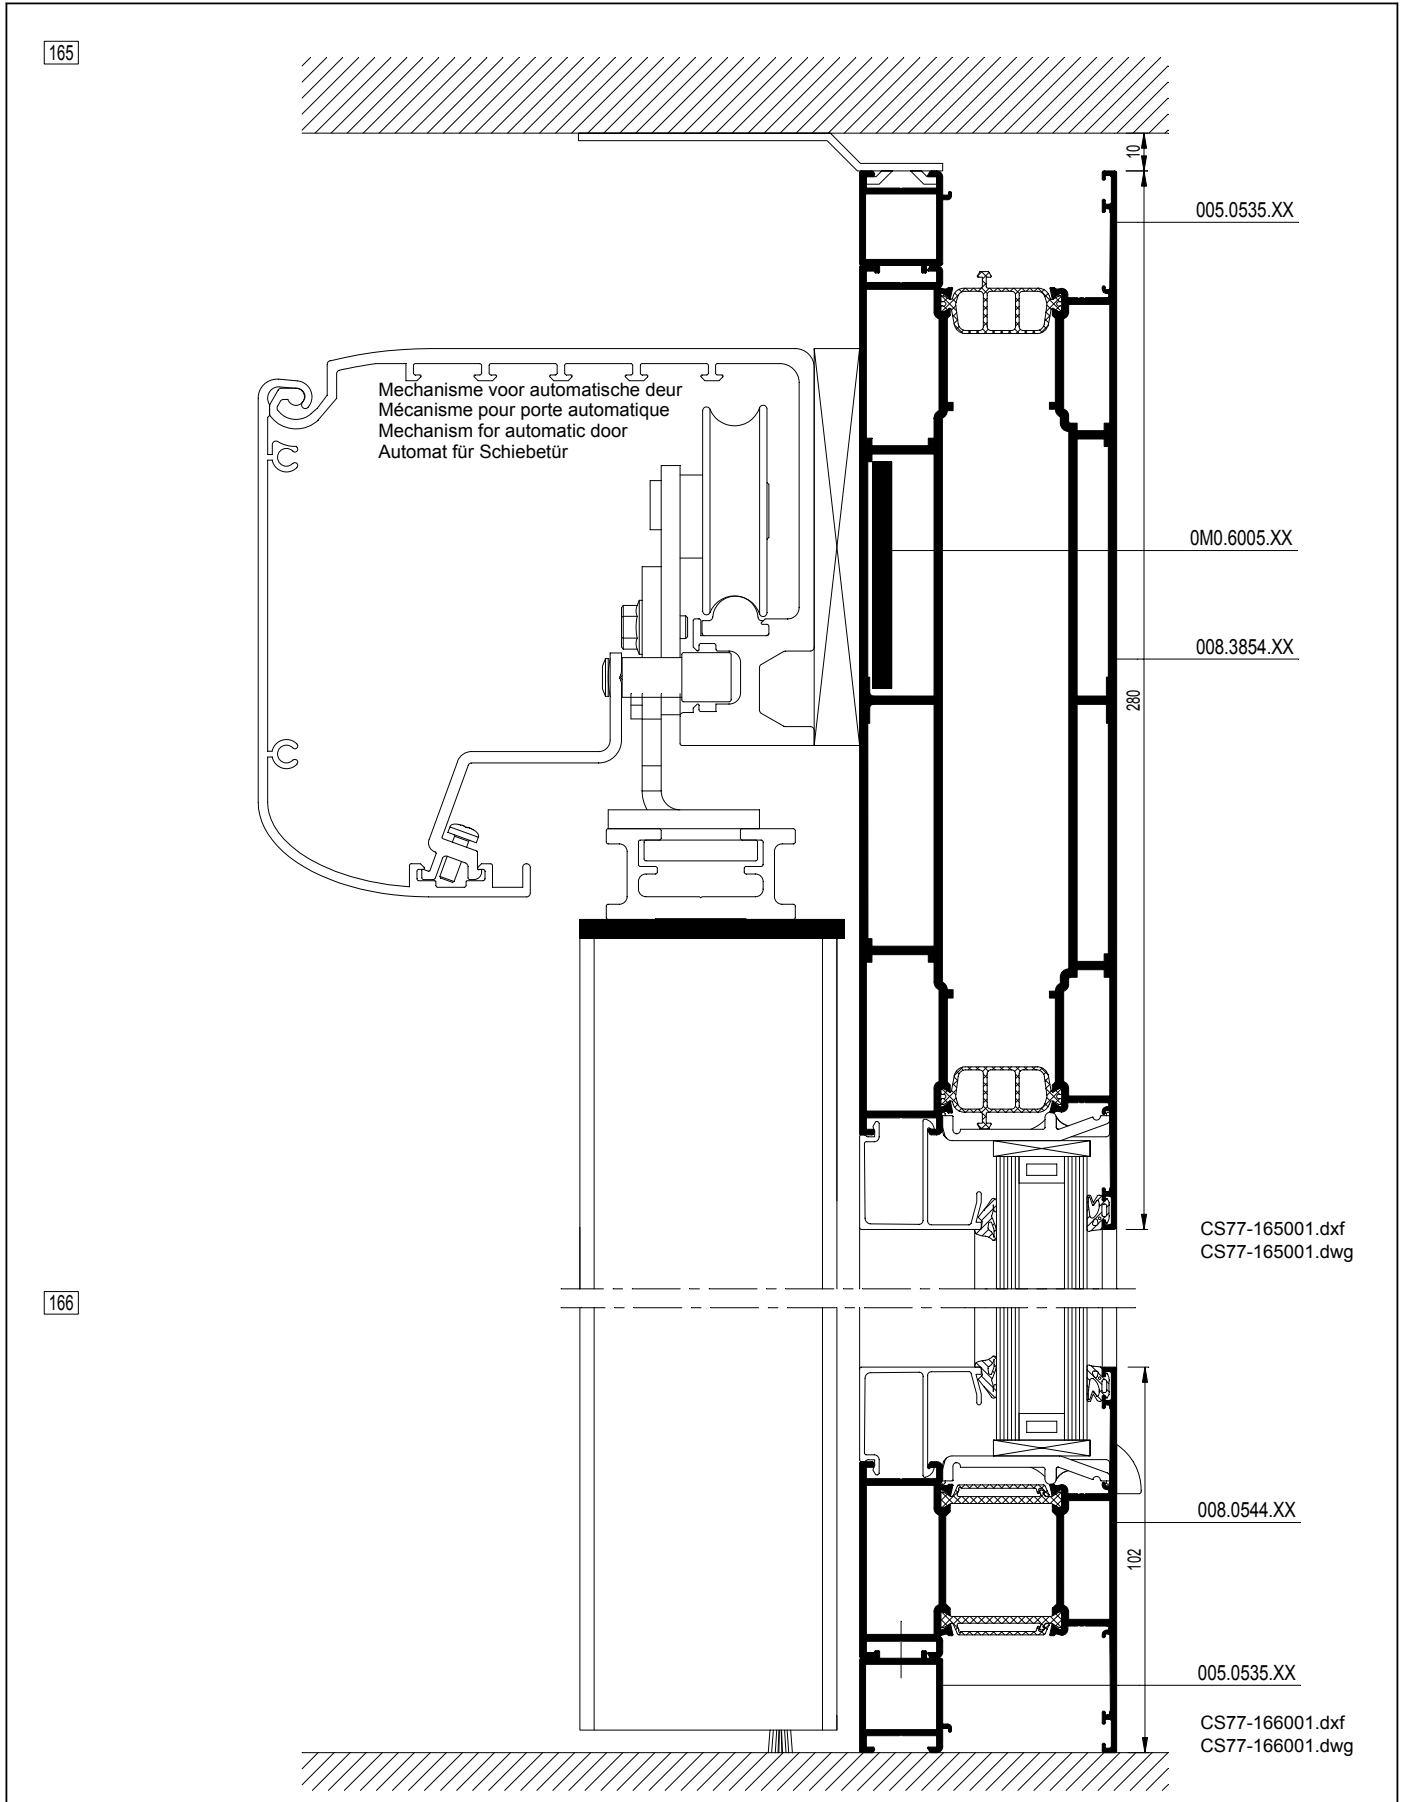 165
10
005.0535.XX
Mechanisme voor automatische deur
Mécanisme pour porte automatique
Mechanism for automatic door
Automat für Schiebetür
0M0.6005.XX
008.3854.XX
280
CS77-165001.dxf
CS77-165001.dwg
166
008.0544.XX
102
005.0535.XX
CS77-166001.dxf
CS77-166001.dwg